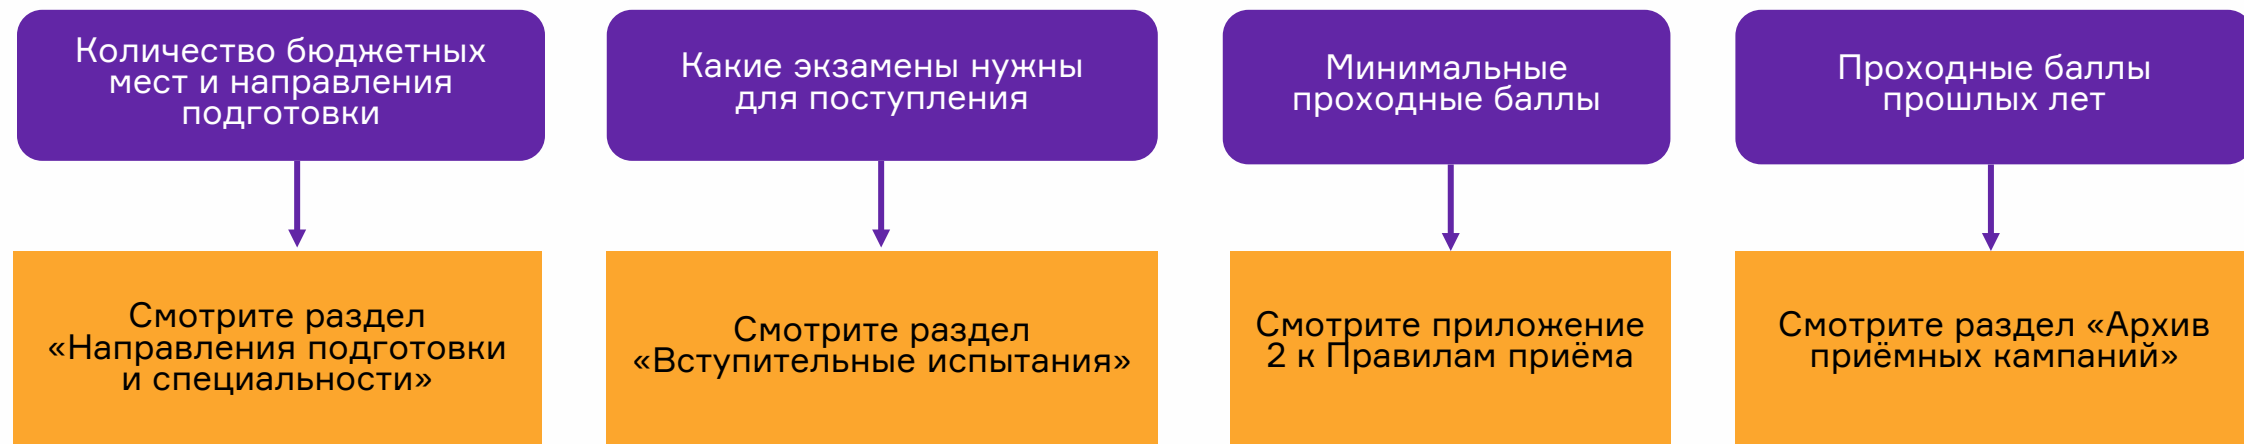 Количество бюджетных
мест и направления
подготовки
Какие экзамены нужны
для поступления
Минимальные
проходные баллы
Проходные баллы
прошлых лет
Смотрите раздел
«Направления подготовки
и специальности»
Смотрите раздел
«Вступительные испытания»
Смотрите приложение
2 к Правилам приёма
Смотрите раздел «Архив
приёмных кампаний»